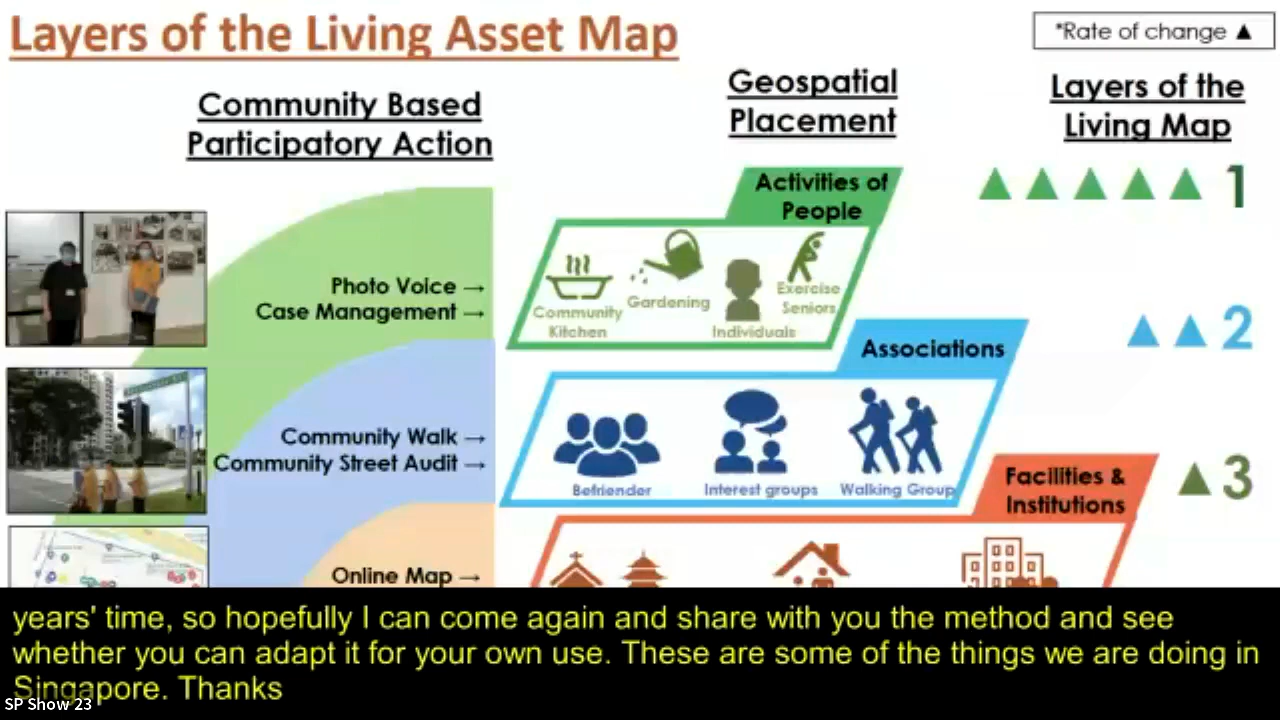 Layers of the Living Asset Map
*Rate of change ▲
Community Based
Participatory Action
Geospatial
Placement
Layers of the
Living Map
Activities of
People
1
Photo Voice →
Case Management →
Community
Kitchen
Gardening
Individuals
Exercise
Seniors
Associations
2
Community Walk →
Community Street Audit →
Befriender
Interest groups
Walking Group
Facilities &
Institutions
3
Online Map →
years' time, so hopefully I can come again and share with you the method and see
whether you can adapt it for your own use. These are some of the things we are doing in
Singapore. Thanks
SP Show 23